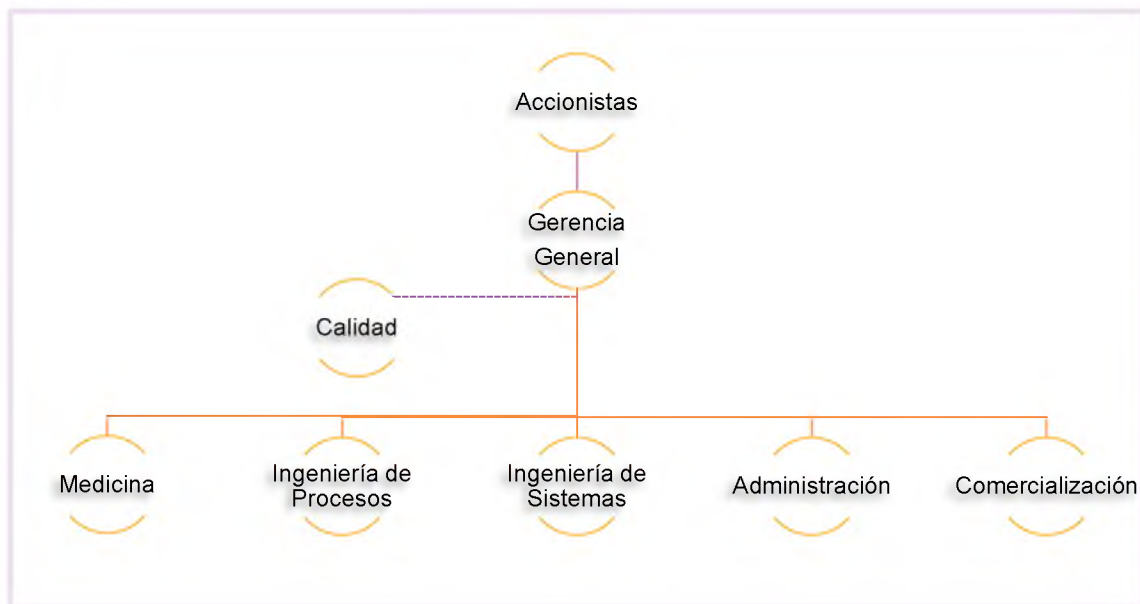 Accionistas
Gerencia
General
Calidad
Medicina
Ingeniería de
Procesos
Ingeniería de
Sistemas
Administración
Comercialización